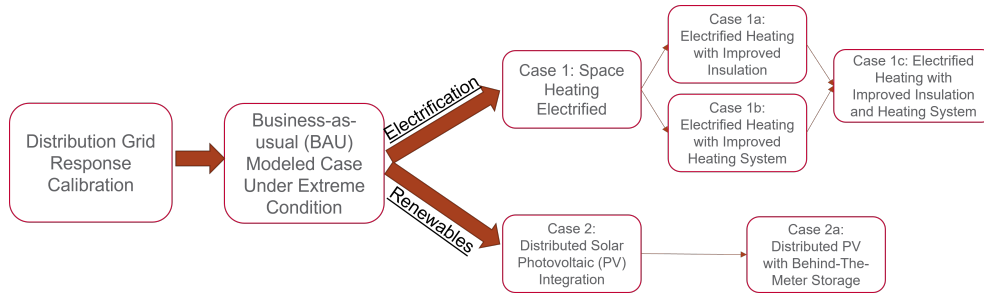 Distribution Grid
Response
Calibration
Business-as-
usual (BAU)
Modeled Case
Under Extreme
Condition
Electrification
Renewables
Case 1: Space
Heating
Electrified
Case 1a:
Electrified Heating
with Improved
Insulation
Case 1b:
Electrified Heating
with Improved
Heating System
Case 1c: Electrified
Heating with
Improved Insulation
and Heating System
Case 2:
Distributed Solar
Photovoltaic (PV)
Integration
Case 2a:
Distributed PV
with Behind-The-
Meter Storage